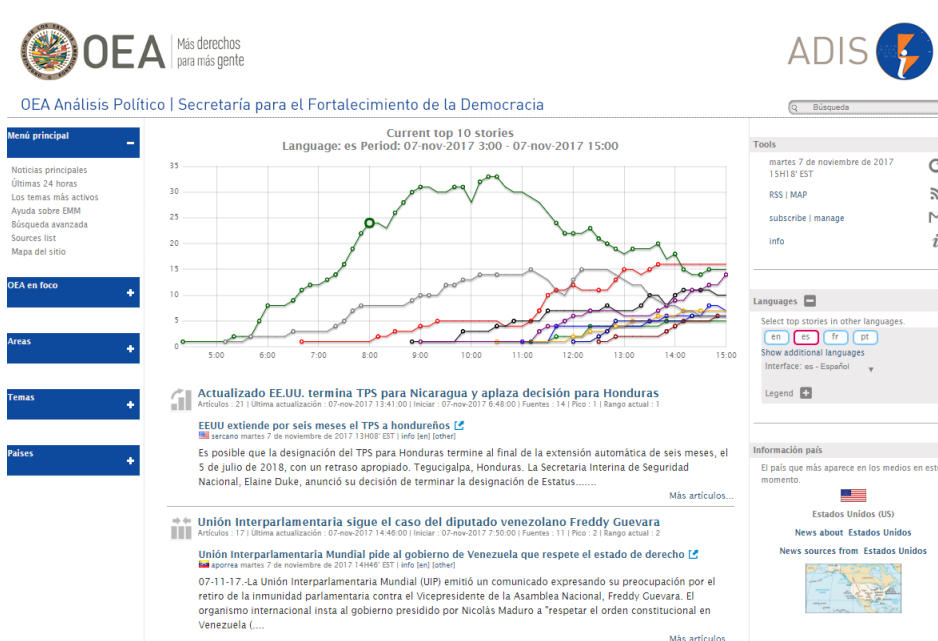 OEA
Más derechos
para más gente
ADIS
OEA Análisis Político | Secretaría para el Fortalecimiento de la Democracia
Búsqueda
Menú principal
Noticias principales
Últimas 24 horas
Los temas más activos
Ayuda sobre EMM
Búsqueda avanzada
Sources list
Mapa del sitio
OEA en foco
Areas
Temas
Paises
Current top 10 stories
Language: es Period: 07-nov-2017 3:00 - 07-nov-2017 15:00
35
30
25
20
15
10
5
0
5:00 6:00 7:00 8:00 9:00 10:00 11:00 12:00 13:00 14:00 15:00
Actualizado EE.UU. termina TPS para Nicaragua y aplaza decisión para Honduras
Artículos : 21 | Última actualización : 07-nov-2017 13:41:00 | Iniciar : 07-nov-2017 6:48:00 | Fuentes : 14 | Pico : 1 | Rango actual : 1
EEUU extiende por seis meses el TPS a hondureños
sercano martes 7 de noviembre de 2017 13H08' EST | info [en] [other]
Es posible que la designación del TPS para Honduras termine al final de la extensión automática de seis meses, el
5 de julio de 2018, con un retraso apropiado. Tegucigalpa, Honduras. La Secretaria Interina de Seguridad
Nacional, Elaine Duke, anunció su decisión de terminar la designación de Estatus.......
Más artículos...
Unión Interparlamentaria sigue el caso del diputado venezolano Freddy Guevara
Artículos : 17 | Última actualización : 07-nov-2017 14:46:00 | Iniciar : 07-nov-2017 7:50:00 | Fuentes : 11 | Pico : 2 | Rango actual : 2
Unión Interparlamentaria Mundial pide al gobierno de Venezuela que respete el estado de derecho
aporrea martes 7 de noviembre de 2017 14H46' EST | info [en] [other]
07-11-17.-La Unión Interparlamentaria Mundial (UIP) emitió un comunicado expresando su preocupación por el
retiro de la inmunidad parlamentaria contra el Vicepresidente de la Asamblea Nacional, Freddy Guevara. El
organismo internacional insta al gobierno presidido por Nicolás Maduro a "respetar el orden constitucional en
Venezuela (....
Más artículos...
Tools
martes 7 de noviembre de 2017
15H18' EST
RSS | MAP
subscribe | manage
info
Languages
Select top stories in other languages.
en es fr pt
Show additional languages
Interface: es - Español
Legend
Información país
El país que más aparece en los medios en este
momento.
Estados Unidos (US)
News about Estados Unidos
News sources from Estados Unidos